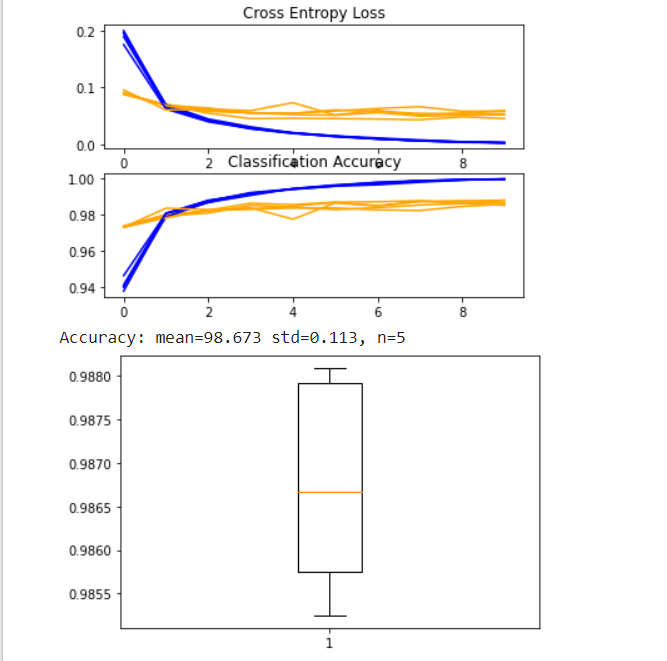 Cross Entropy Loss
0.2
0.1
0.0
0 2 4 6 8
Classification Accuracy
1.00
0.98
0.96
0.94
0 2 4 6 8
Accuracy: mean=98.673 std=0.113, n=5
0.9880
0.9875
0.9870
0.9865
0.9860
0.9855
1